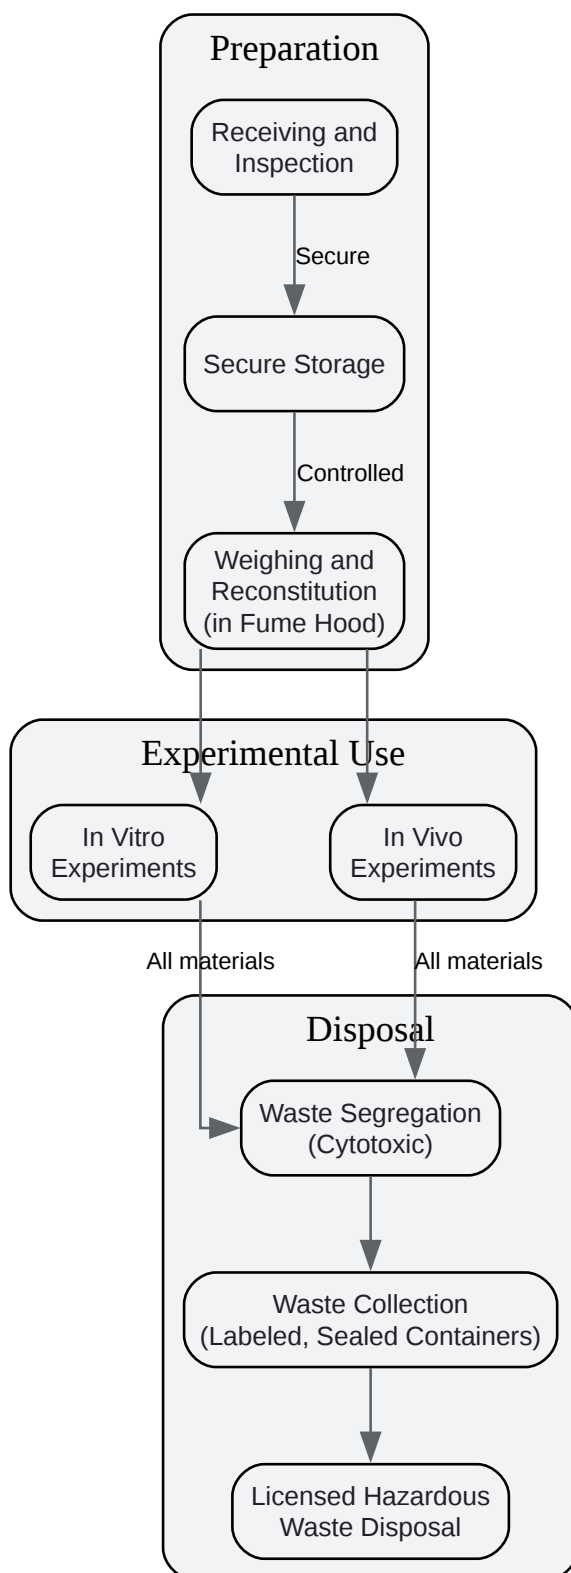 Preparation
Receiving and
Inspection
Secure
Secure Storage
Controlled
Weighing and
Reconstitution
(in Fume Hood)
Experimental Use
In Vitro
Experiments
In Vivo
Experiments
All materials
All materials
Disposal
Waste Segregation
(Cytotoxic)
Waste Collection
(Labeled, Sealed Containers)
Licensed Hazardous
Waste Disposal